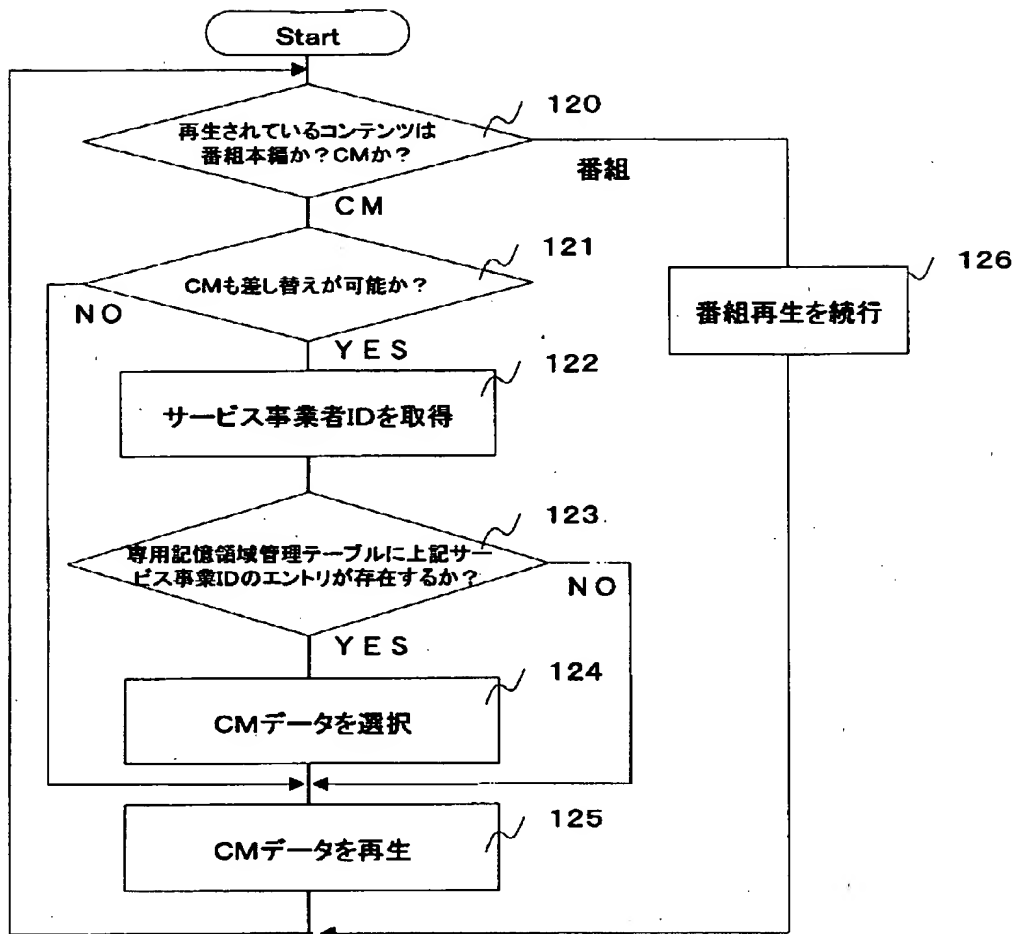 Start
120
再生されているコンテンツは
番組本編か？CMか？
番組
CM
121
CMも差し替えが可能か？
NO
126
番組再生を続行
YES
122
サービス事業者IDを取得
123
専用記憶領域管理テーブルに上記サー
ビス事業IDのエントリが存在するか？
NO
YES
124
CMデータを選択
125
CMデータを再生